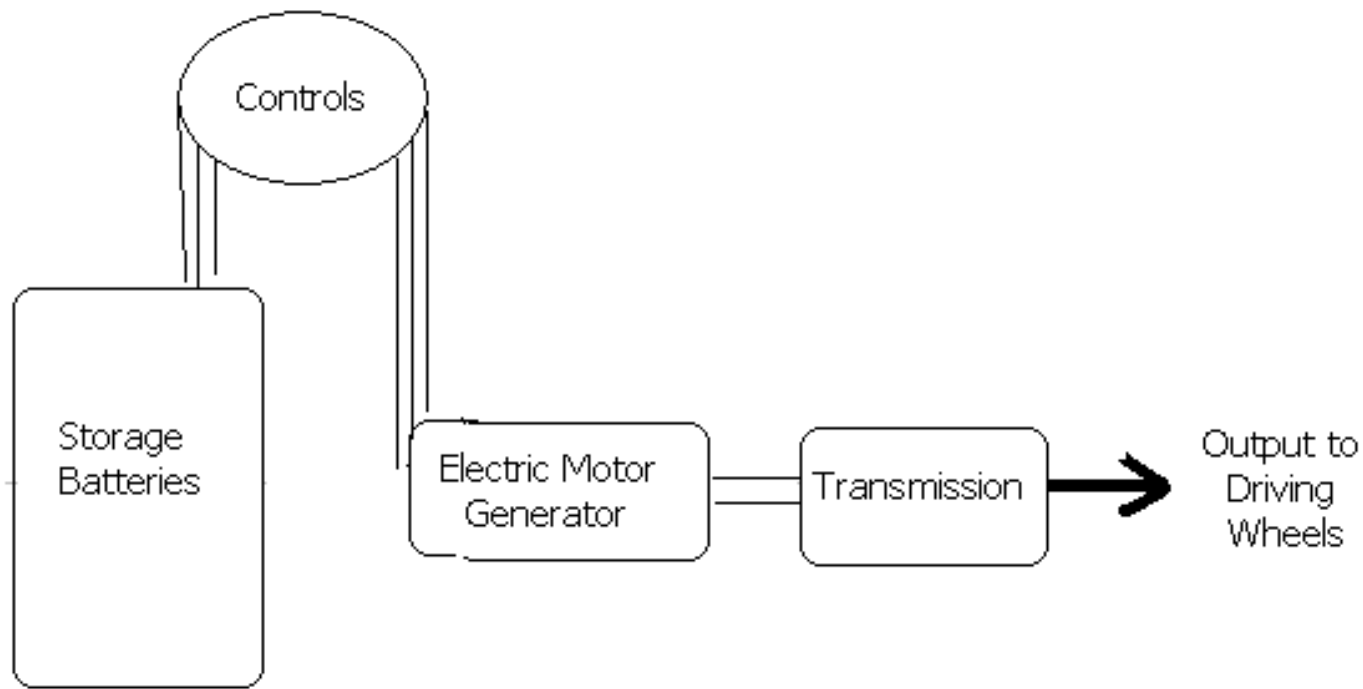 Controls
Storage
Batteries
Electric Motor
Generator
Transmission
Output to
Driving
Wheels